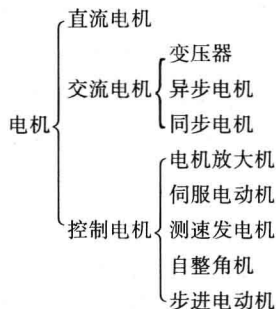 直流电机
变压器
交流电机
异步电机
同步电机
电机
电机放大机
伺服电动机
控制电机
测速发电机
自整角机
步进电动机